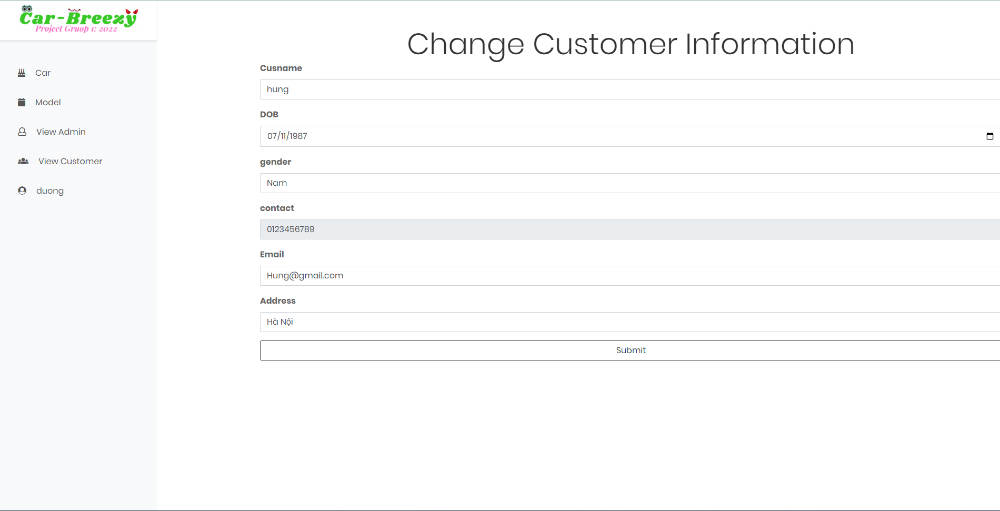 Car-Breezy
Project Gruop 1: 2022
Car
Model
View Admin
View Customer
duong
Change Customer Information
Cusname
hung
DOB
07/11/1987
gender
Nam
contact
0123456789
Email
Hung@gmail.com
Address
Hà Nội
Submit